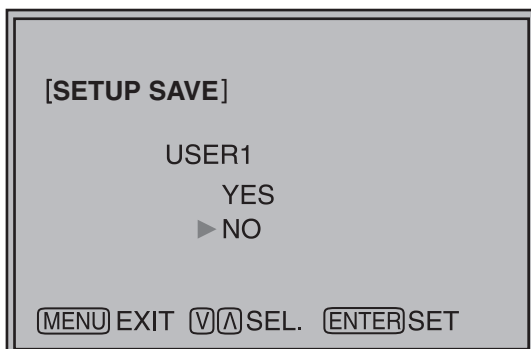 [SETUP SAVE]
USER1
YES
▶ NO
MENU EXIT V Λ SEL. ENTER SET